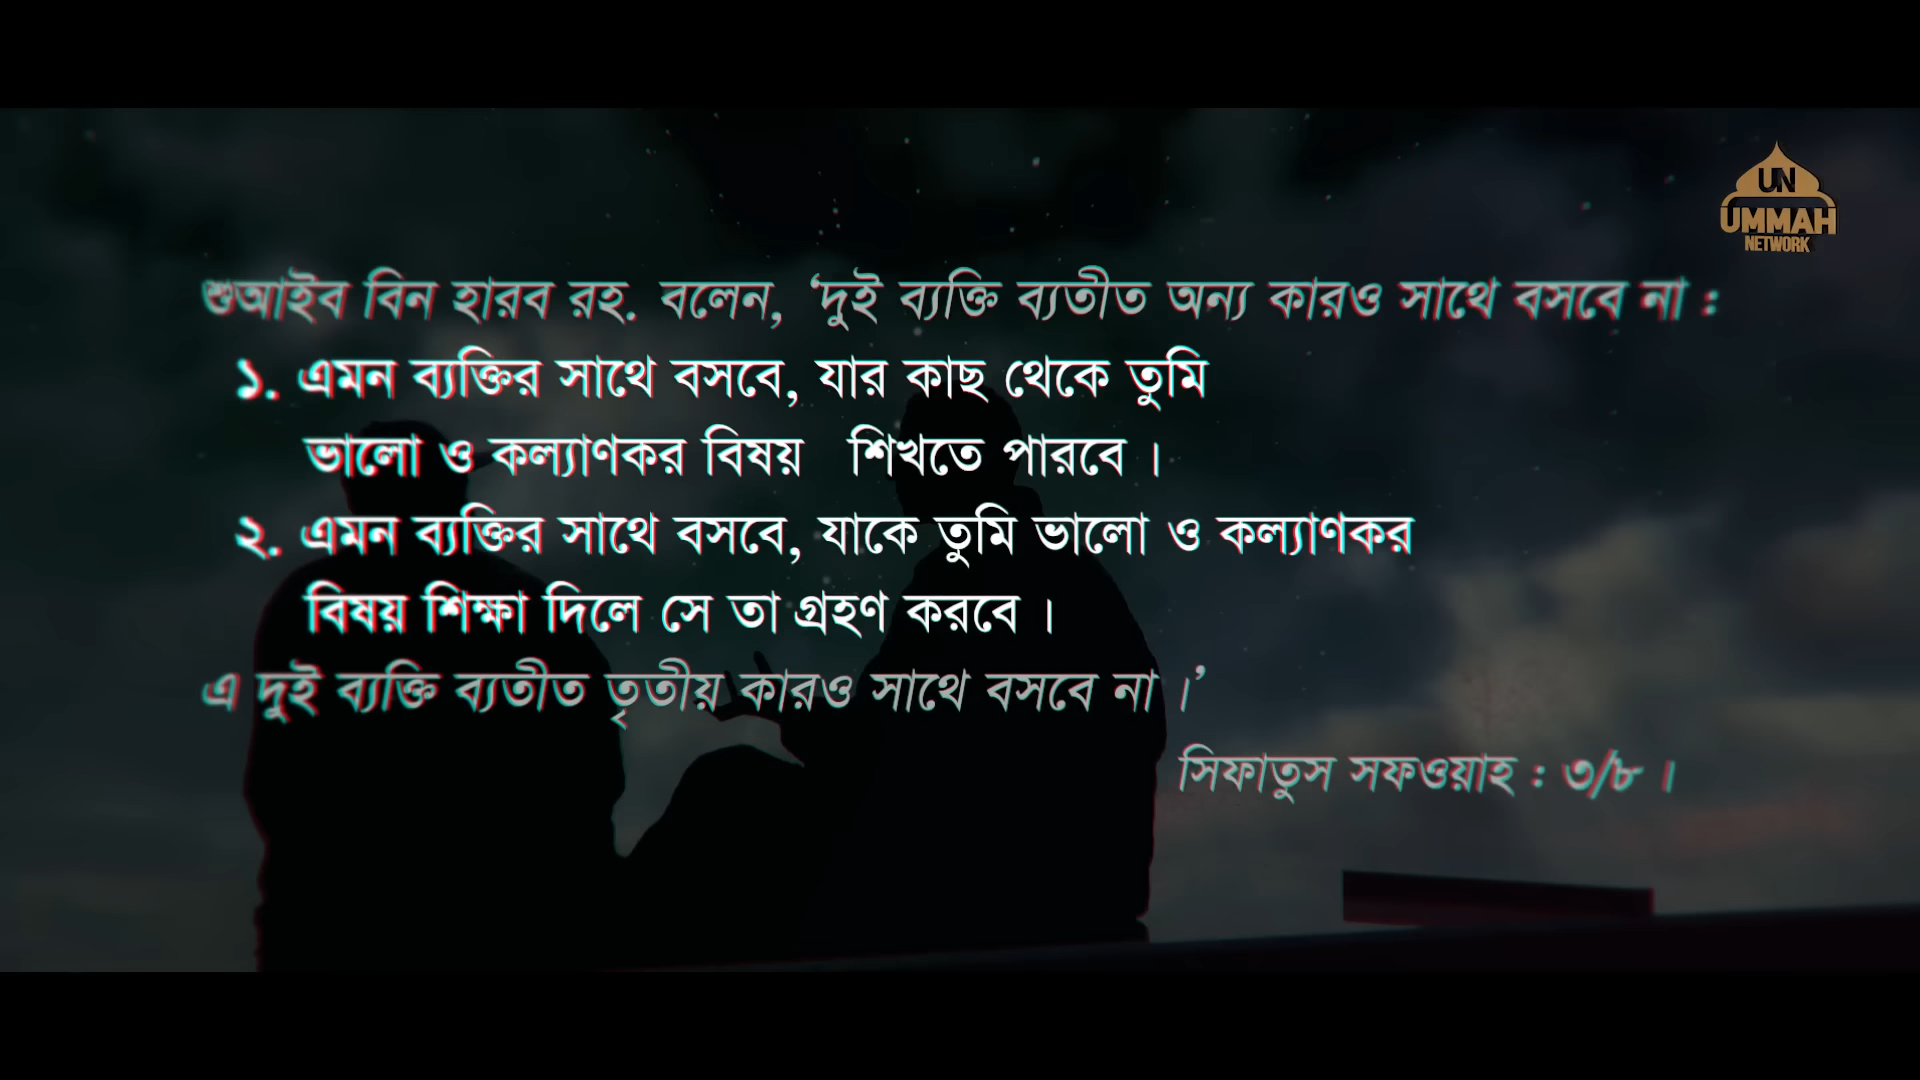 UN
UMMAH
NETWORK
শুআইব বিন হারব রহ. বলেন, ‘দুই ব্যক্তি ব্যতীত অন্য কারও সাথে বসবে না :
১. এমন ব্যক্তির সাথে বসবে, যার কাছ থেকে তুমি
ভালো ও কল্যাণকর বিষয় শিখতে পারবে ।
২. এমন ব্যক্তির সাথে বসবে, যাকে তুমি ভালো ও কল্যাণকর
বিষয় শিক্ষা দিলে সে তা গ্রহণ করবে ।
এ দুই ব্যক্তি ব্যতীত তৃতীয় কারও সাথে বসবে না ।’
সিফাতুস সফওয়াহ : ৩/৮ ।